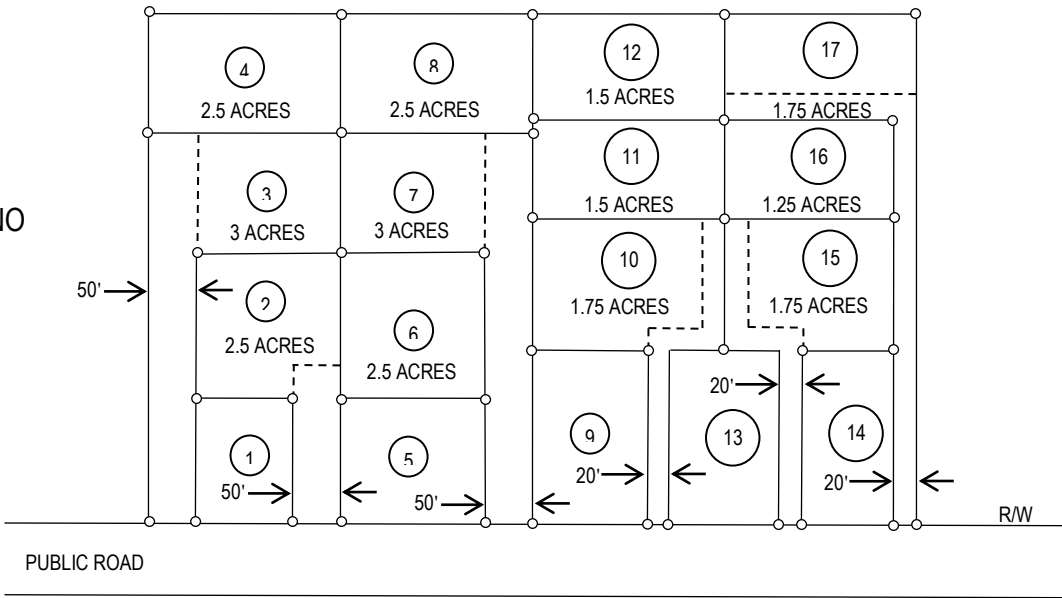 12
17
4
8
2.5 ACRES
2.5 ACRES
1.5 ACRES
1.75 ACRES
3
7
11
16
3 ACRES
3 ACRES
1.5 ACRES
1.25 ACRES
NO
10
15
50'
2
1.75 ACRES
1.75 ACRES
6
2.5 ACRES
2.5 ACRES
20'
1
5
9
13
14
50'
50'
20'
20'
R/W
PUBLIC ROAD